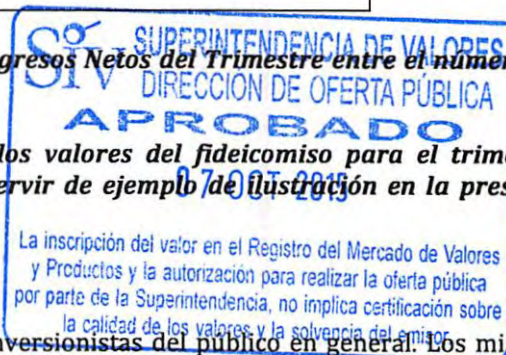 SIV SUPERINTENDENCIA DE VALORES
gresos Netos del Trimestre entre el núme
DIRECCIÓN DE OFERTA PÚBLICA
APROBADO
los valores del fideicomiso para el trime
07 OCT 2015
ervir de ejemplo de ilustración en la pres
La inscripción del valor en el Registro del Mercado de Valores
y Productos y la autorización para realizar la oferta pública
por parte de la Superintendencia, no implica certificación sobre
la calidad de los valores y la solvencia del emisor.
nversionistas del público en general. Los mi